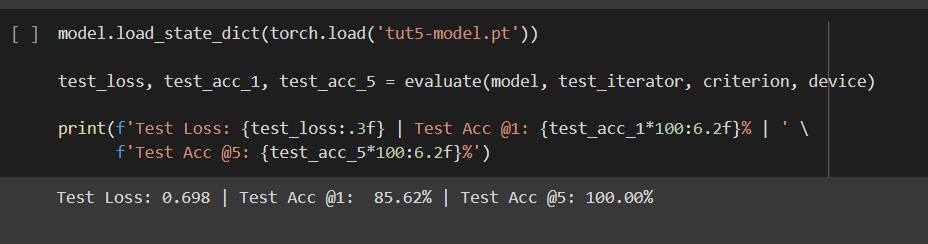 [ ] model.load_state_dict(torch.load('tut5-model.pt'))
test_loss, test_acc_1, test_acc_5 = evaluate(model, test_iterator, criterion, device)
print(f'Test Loss: {test_loss:.3f} | Test Acc @1: {test_acc_1*100:6.2f}% | ' \
f'Test Acc @5: {test_acc_5*100:6.2f}%')
Test Loss: 0.698 | Test Acc @1:  85.62% | Test Acc @5: 100.00%